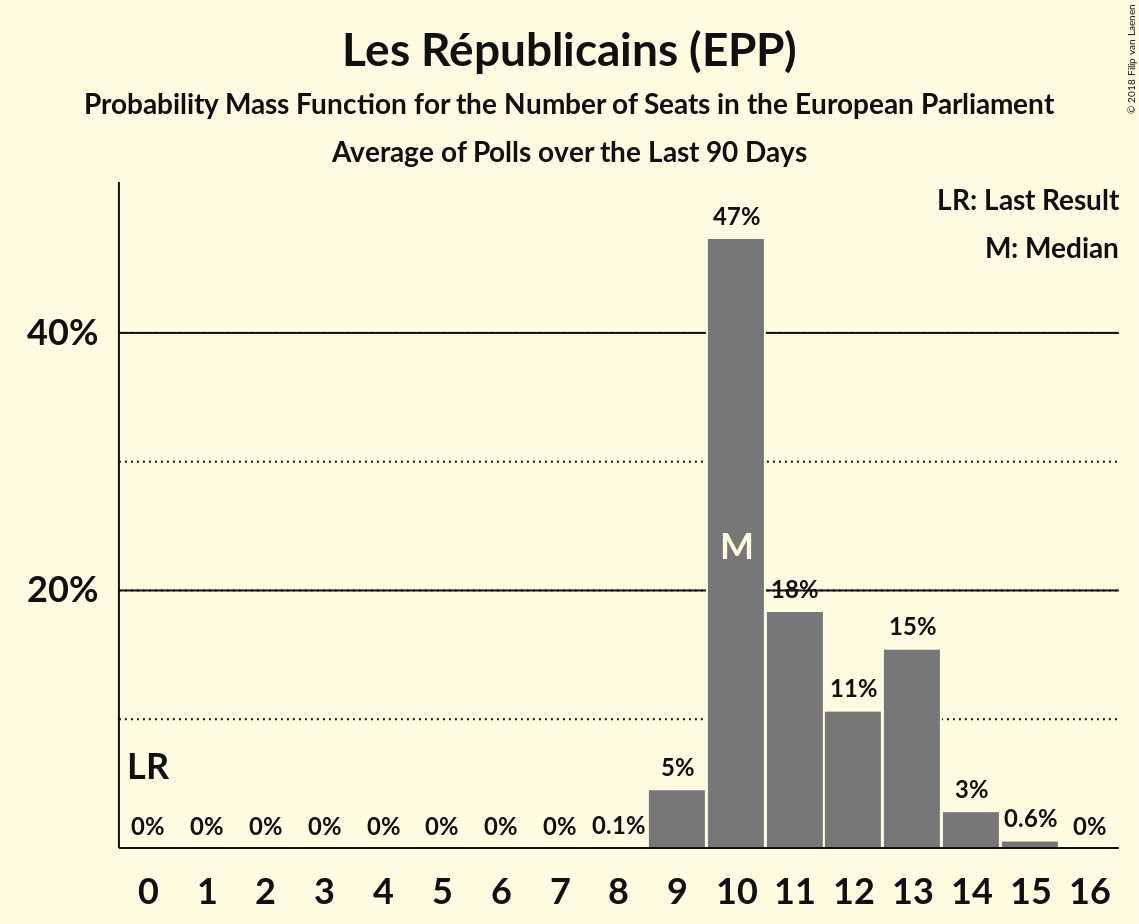 Les Républicains (EPP)
Probability Mass Function for the Number of Seats in the European Parliament
Average of Polls over the Last 90 Days
© 2018 Filip van Laenen
LR: Last Result
M: Median
47%
40%
M
20%
18%
15%
11%
LR
5%
3%
0% 0% 0% 0% 0% 0% 0% 0% 0.1% 0.6% 0%
0 1 2 3 4 5 6 7 8 9 10 11 12 13 14 15 16